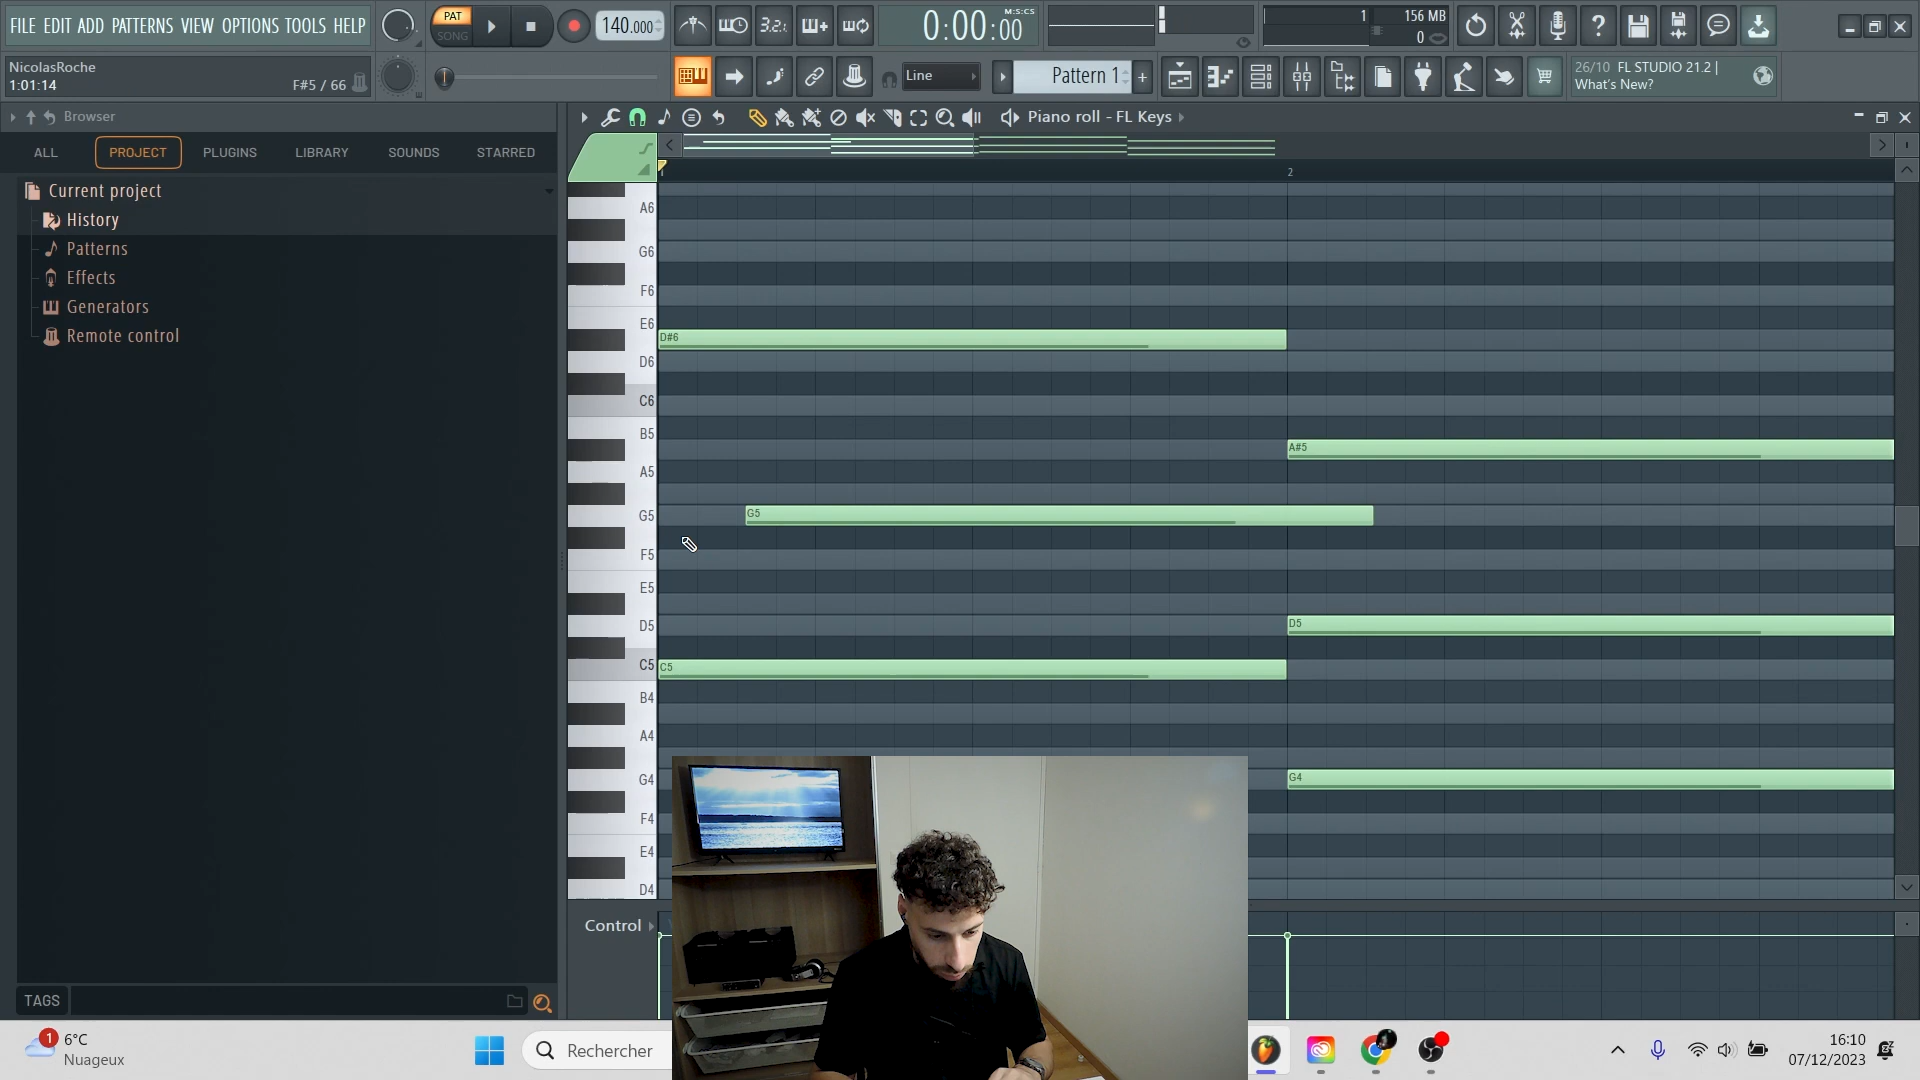 FILE EDIT ADD PATTERNS VIEW OPTIONS TOOLS HELP
PAT
SONG
140.000
3.2.
0:00:00
M:S:CS
1
156 MB
0
NicolasRoche
1:01:14
F#5 / 66
Line
Pattern 1
+
26/10 FL STUDIO 21.2 |
What's New?
Browser
Piano roll - FL Keys
ALL
PROJECT
PLUGINS
LIBRARY
SOUNDS
STARRED
Current project
History
Patterns
Effects
Generators
Remote control
1
2
A6
G6
F6
E6
D6
C6
B5
A5
G5
F5
E5
D5
C5
B4
A4
G4
F4
E4
D4
D#6
A#5
G5
D5
C5
G4
Control
TAGS
1
6°C
Nuageux
Rechercher
16:10
07/12/2023